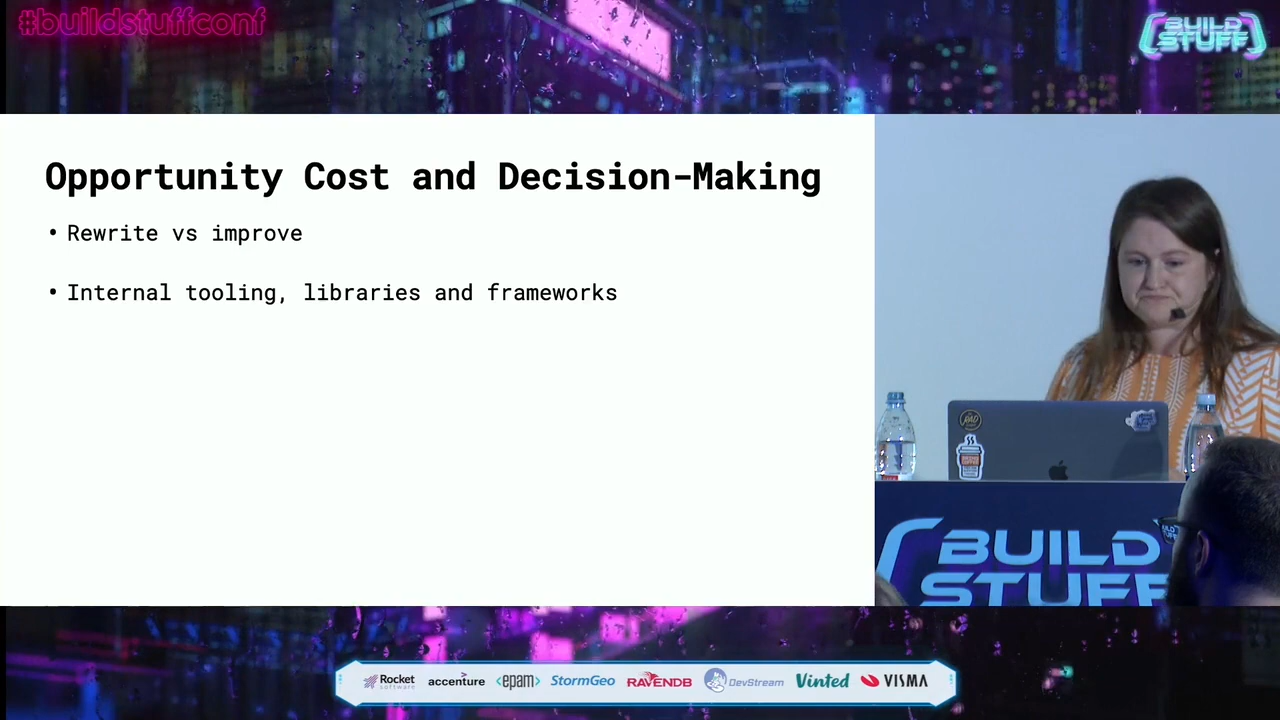 #buildstuffconf
BUILD
STUFF
Opportunity Cost and Decision-Making
• Rewrite vs improve
• Internal tooling, libraries and frameworks
BUILD
STUFF
Rocket
software
accenture
<epam>
StormGeo
RAVENDB
DevStream
Vinted
VISMA